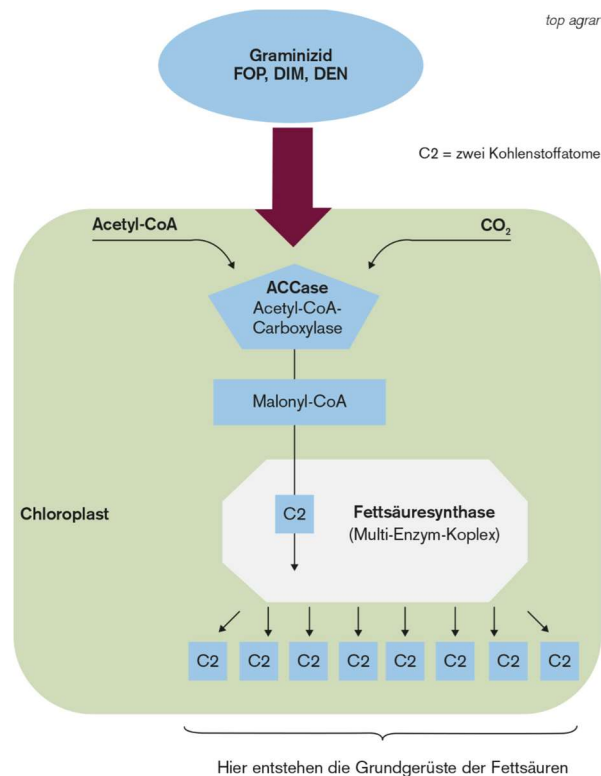 top agrar
Graminizid
FOP, DIM, DEN
C2 = zwei Kohlenstoffatome
Acetyl-CoA
CO₂
ACCase
Acetyl-CoA-
Carboxylase
Malonyl-CoA
Chloroplast
C2
Fettsäuresynthase
(Multi-Enzym-Koplex)
C2 C2 C2 C2 C2 C2 C2 C2
Hier entstehen die Grundgerüste der Fettsäuren